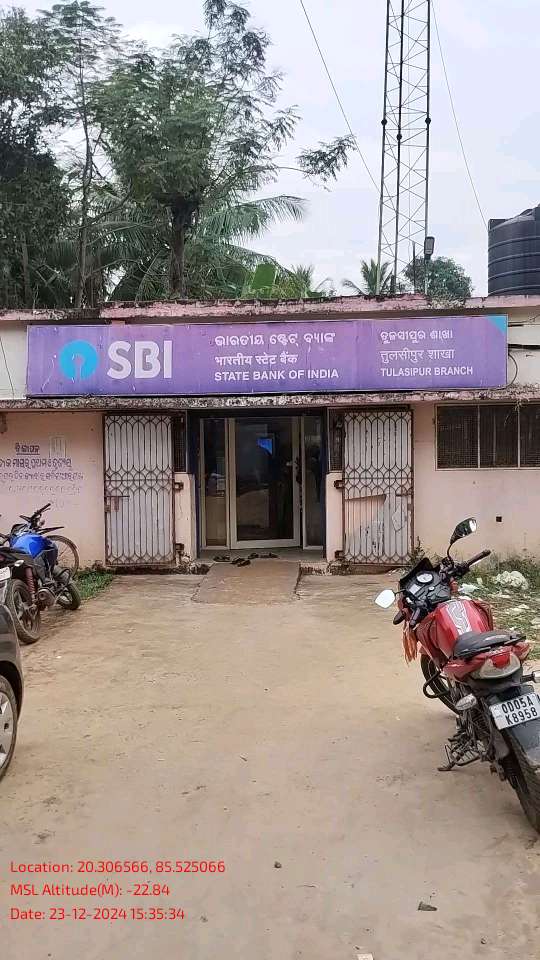 SBI
ଭାରତୀୟ ଷ୍ଟେଟ୍ ବ୍ୟାଙ୍କ
भारतीय स्टेट बैंक
STATE BANK OF INDIA
ତୁଳସୀପୁର ଶାଖା
तुलसीपुर शाखा
TULASIPUR BRANCH
OD05A
K8958
Location: 20.306566, 85.525066
MSL Altitude(M): -22.84
Date: 23-12-2024 15:35:34